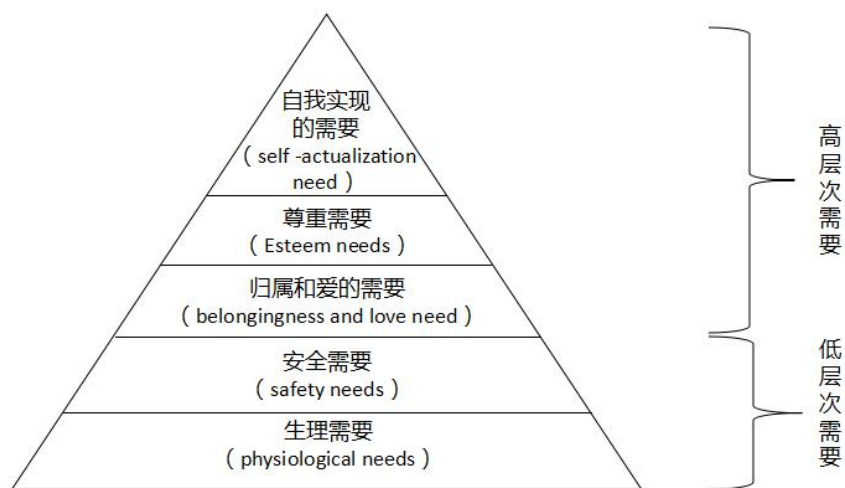 自我实现
的需要
（self -actualization
need）
尊重需要
（Esteem needs）
归属和爱的需要
（belongingness and love need）
安全需要
（safety needs）
生理需要
（physiological needs）
高层次需要
低层次需要